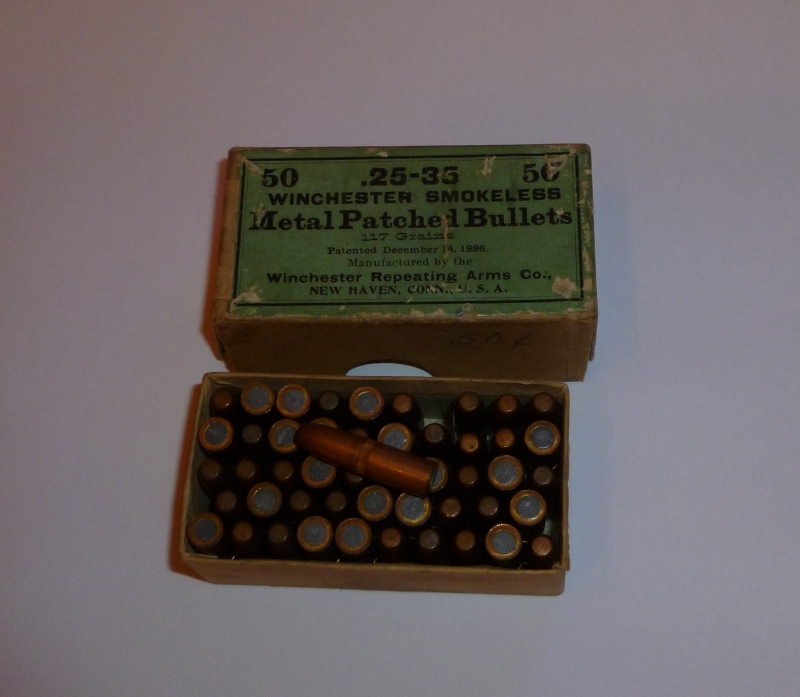 50 .25-35 50
WINCHESTER SMOKELESS
Metal Patched Bullets
117 Grains
Patented December 14, 1886.
Manufactured by the
Winchester Repeating Arms Co.,
NEW HAVEN, CONN., U. S. A.